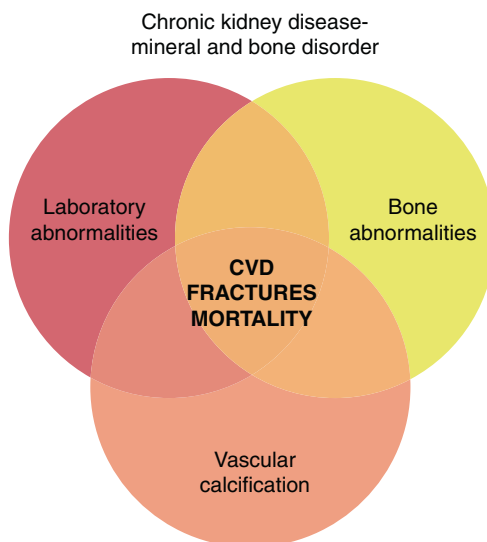 Chronic kidney disease-
mineral and bone disorder
Laboratory
abnormalities
Bone
abnormalities
CVD
FRACTURES
MORTALITY
Vascular
calcification